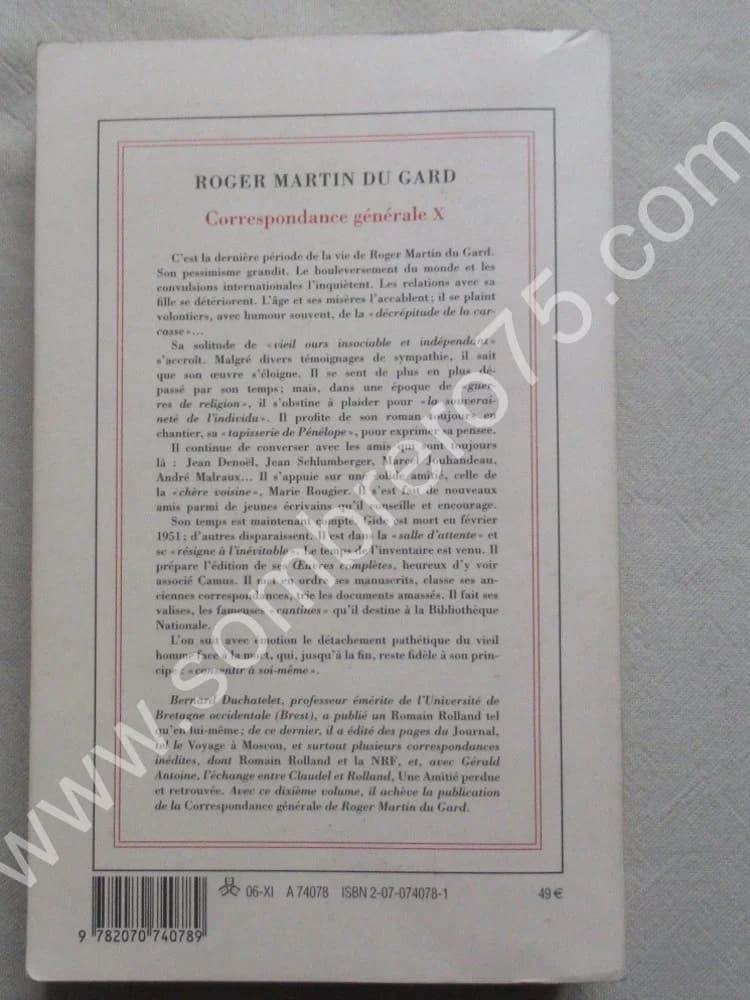 ROGER MARTIN DU GARD
Correspondance générale X
C'est la dernière période de la vie de Roger Martin du Gard.
Son pessimisme grandit. Le bouleversement du monde et les
convulsions internationales l'inquiètent. Les relations avec sa
fille se détériorent. L'âge et ses misères l'accablent ; il se plaint
volontiers, avec humour souvent, de la « décrépitude de la car-
casse »...
Sa solitude de « vieil ours insociable et indépendant »
s'accroît. Malgré divers témoignages de sympathie, il sait
que son œuvre s'éloigne. Il se sent de plus en plus dé-
passé par son temps ; mais, dans une époque de « guer-
res de religion », il s'obstine à plaider pour « la souverai-
neté de l'individu ». Il profite de son roman toujours en
chantier, sa « tapisserie de Pénélope », pour exprimer sa pensée.
Il continue de converser avec les amis qui sont toujours
là : Jean Denoël, Jean Schlumberger, Marcel Jouhandeau,
André Malraux... Il s'appuie sur une solide amitié, celle de
la « chère voisine », Marie Rougier. Il s'est fait de nouveaux
amis parmi de jeunes écrivains qu'il conseille et encourage.
Son temps est maintenant compté. Gide est mort en février
1951 ; d'autres disparaissent. Il est dans la « salle d'attente » et
se « résigne à l'inévitable ». Le temps de l'inventaire est venu. Il
prépare l'édition de ses Œuvres complètes, heureux d'y voir
associé Camus. Il met en ordre ses manuscrits, classe ses an-
ciennes correspondances, trie les documents amassés. Il fait ses
valises, les fameuses « cantines » qu'il destine à la Bibliothèque
Nationale.
L'on suit avec émotion le détachement pathétique du vieil
homme face à la mort, qui, jusqu'à la fin, reste fidèle à son prin-
cipe : « consentir à soi-même ».
Bernard Duchatelet, professeur émérite de l'Université de
Bretagne occidentale (Brest), a publié un Romain Rolland tel
qu'en lui-même ; de ce dernier, il a édité des pages du Journal,
tel le Voyage à Moscou, et surtout plusieurs correspondances
inédites, dont Romain Rolland et la NRF, et, avec Gérald
Antoine, l'échange entre Claudel et Rolland, Une Amitié perdue
et retrouvée. Avec ce dixième volume, il achève la publication
de la Correspondance générale de Roger Martin du Gard.
06-XI A 74078 ISBN 2-07-074078-1 49 €
9 782070 740789
www.sombrero75.com